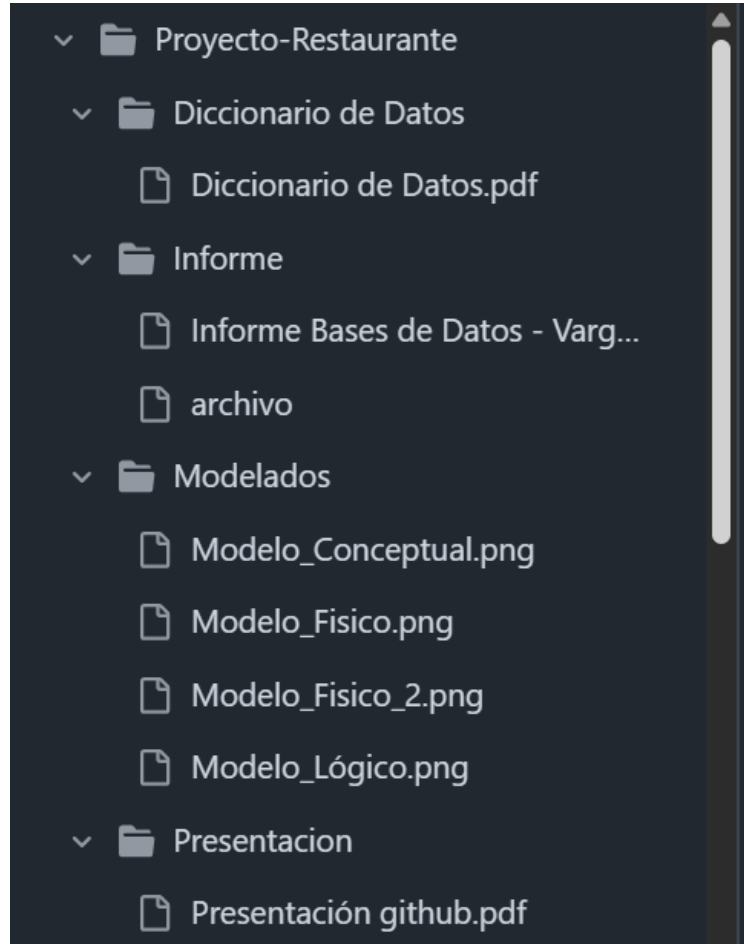 Proyecto-Restaurante
Diccionario de Datos
Diccionario de Datos.pdf
Informe
Informe Bases de Datos - Varg...
archivo
Modelados
Modelo_Conceptual.png
Modelo_Fisico.png
Modelo_Fisico_2.png
Modelo_Lógico.png
Presentacion
Presentación github.pdf